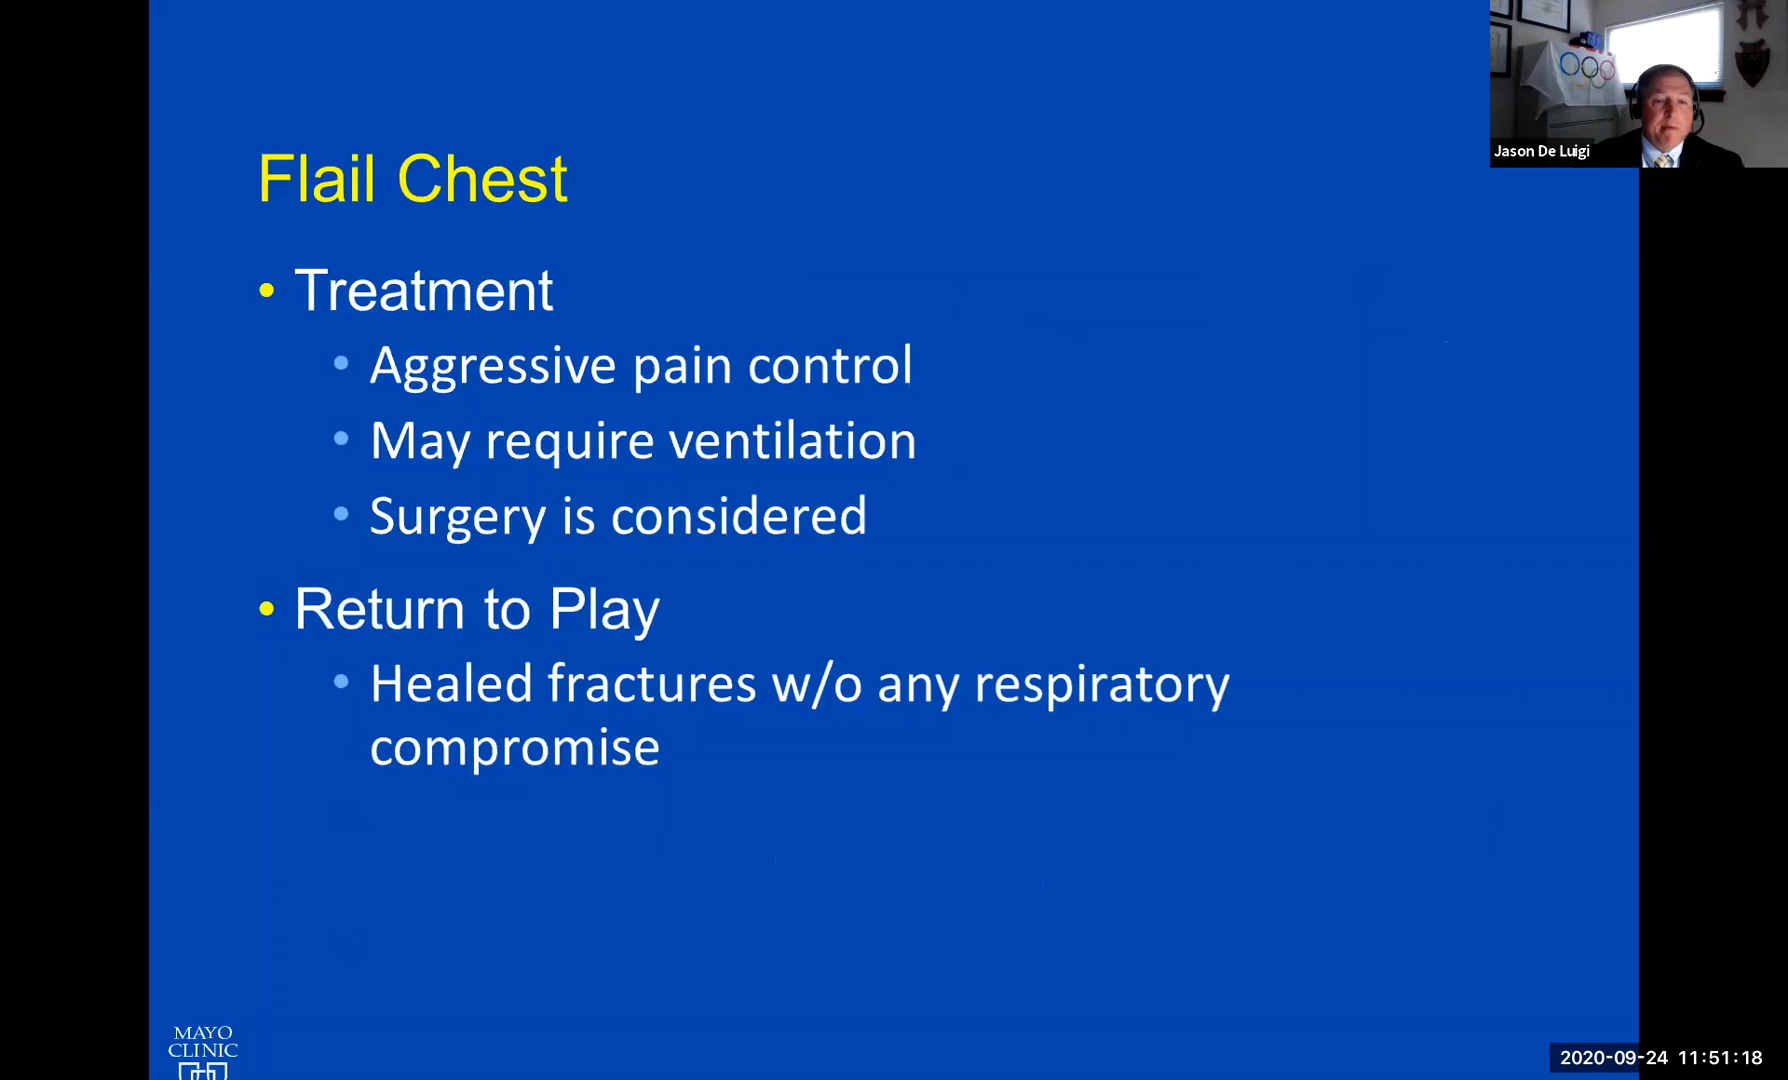 Jason De Luigi
Flail Chest
• Treatment
• Aggressive pain control
• May require ventilation
• Surgery is considered
• Return to Play
• Healed fractures w/o any respiratory
compromise
MAYO
CLINIC
2020-09-24 11:51:18